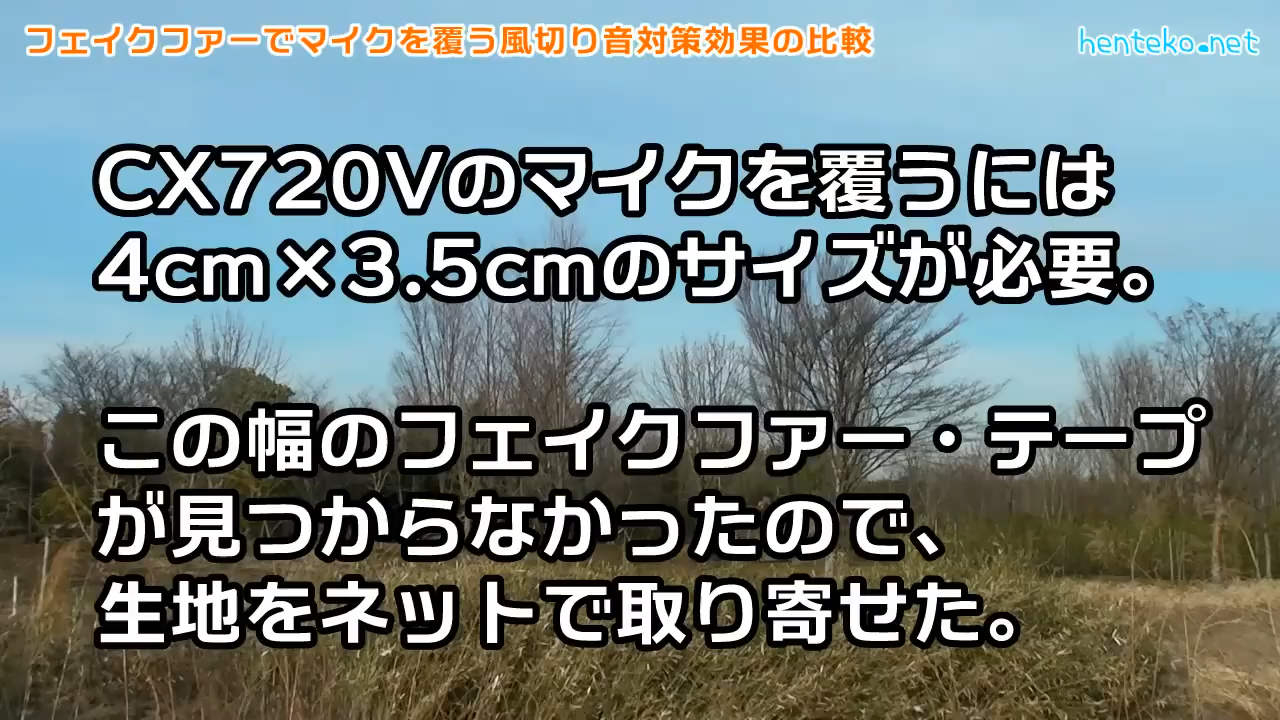 フェイクファーでマイクを覆う風切り音対策効果の比較
henteko.net
CX720Vのマイクを覆うには
4cm×3.5cmのサイズが必要。
この幅のフェイクファー・テープ
が見つからなかったので、
生地をネットで取り寄せた。